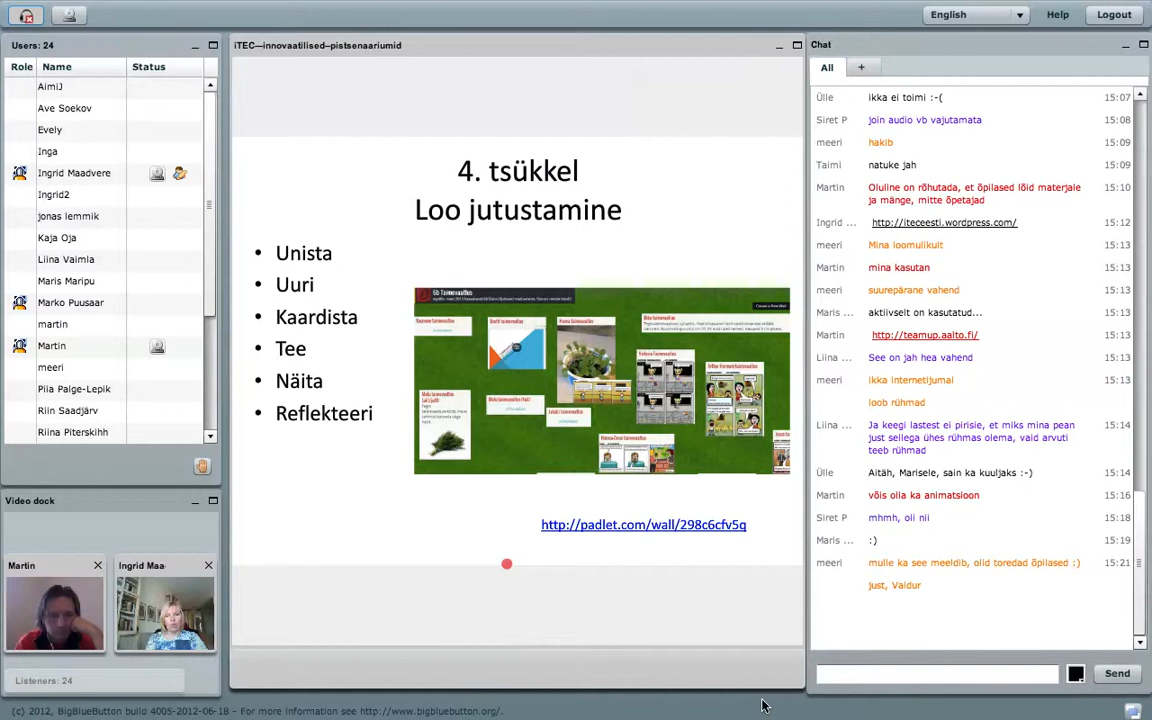 English
Help
Logout
Users: 24
Role Name Status
AimiJ
Ave Soekov
Evely
Inga
Ingrid Maadvere
Ingrid2
jonas lemmik
Kaja Oja
Liina Vaimla
Maris Maripu
Marko Puusaar
martin
Martin
meeri
Piia Palge-Lepik
Riin Saadjärv
Riina Piterskihh
Video dock
Martin
Ingrid Maa
Listeners: 24
iTEC—innovaatilised-pistsenaariumid
4. tsükkel
Loo jutustamine
• Unista
• Uuri
• Kaardista
• Tee
• Näita
• Reflekteeri
http://padlet.com/wall/298c6cfv5q
Chat
All +
Ülle ikka ei toimi :-( 15:07
Siret P join audio vb vajutamata 15:08
meeri hakib 15:09
Taimi natuke jah 15:09
Martin Oluline on rõhutada, et õpilased lõid materjale 15:10
ja mänge, mitte õpetajad
Ingrid ... http://iteceesti.wordpress.com/ 15:12
meeri Mina loomulikult 15:13
Martin mina kasutan 15:13
meeri suurepärane vahend 15:13
Maris ... aktiivselt on kasutatud... 15:13
Martin http://teamup.aalto.fi/ 15:13
Liina ... See on jah hea vahend 15:13
meeri ikka internetijumal 15:13
loob rühmad
Liina ... Ja keegi lastest ei pirisie, et miks mina pean 15:14
just sellega ühes rühmas olema, vaid arvuti
teeb rühmad
Ülle Aitäh, Marisele, sain ka kuuljaks :-) 15:14
Martin võis olla ka animatsioon 15:16
Siret P mhmh, oli nii 15:18
Maris ... :) 15:19
meeri mulle ka see meeldib, olid toredad õpilased :) 15:21
just, Valdur
Send
(c) 2012, BigBlueButton build 4005-2012-06-18 - For more information see http://www.bigbluebutton.org/.